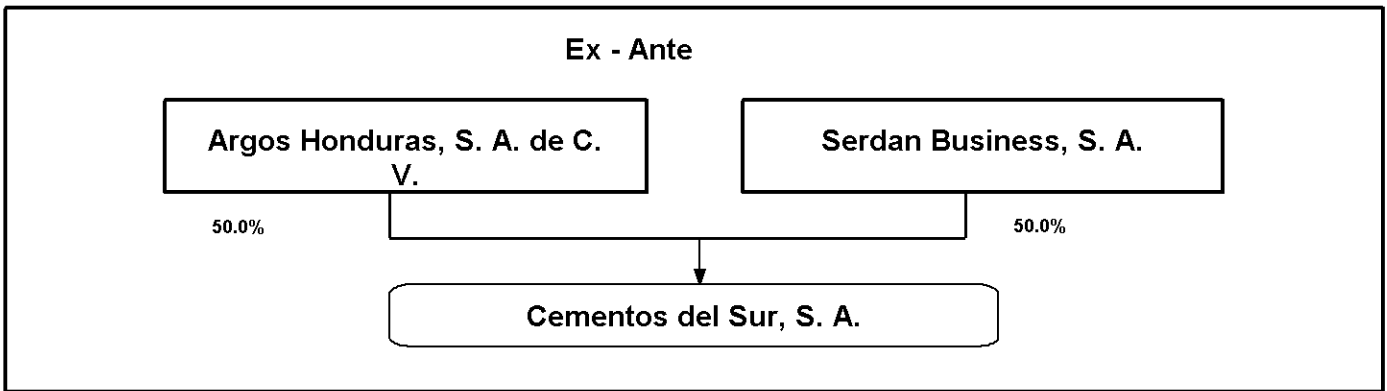 Ex - Ante
Argos Honduras, S. A. de C.
V.
Serdan Business, S. A.
50.0%
50.0%
Cementos del Sur, S. A.